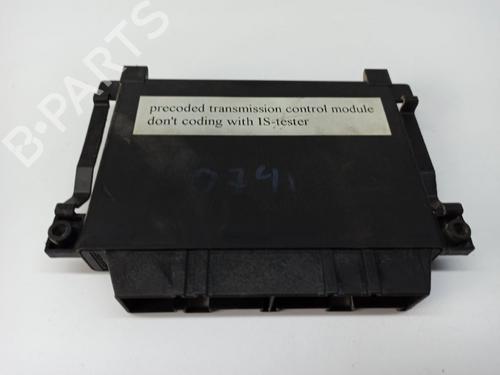 B-PARTS
precoded transmission control module
don't coding with IS-tester